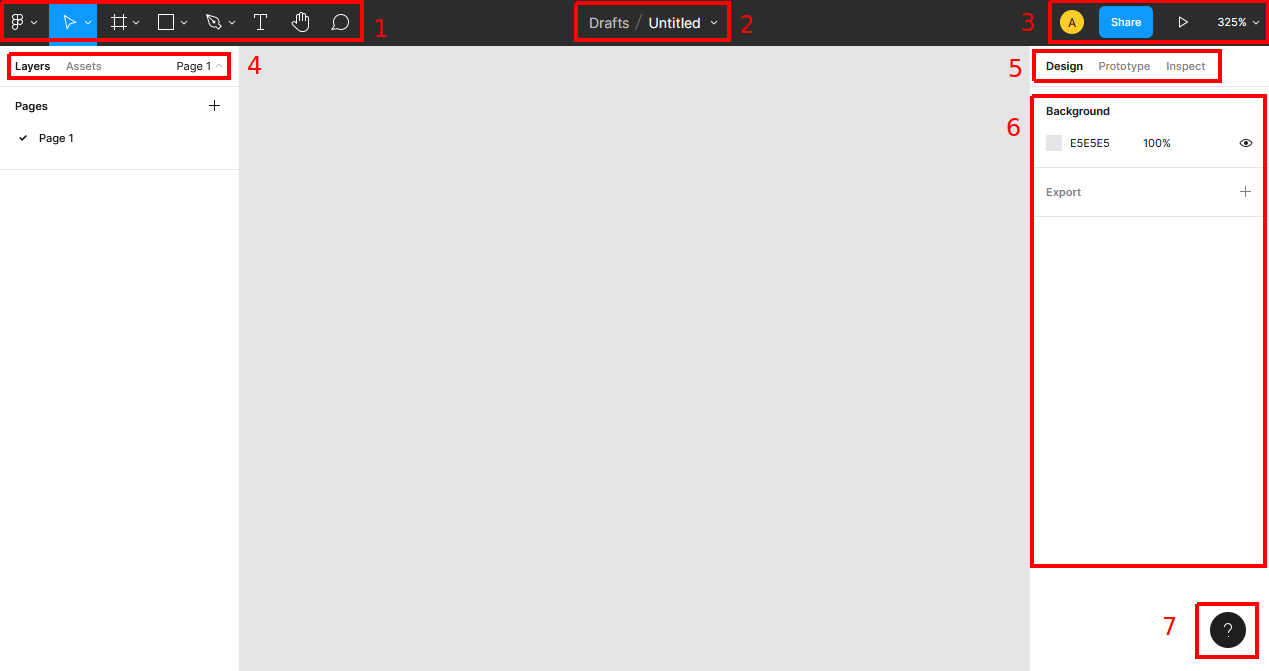 1
Drafts / Untitled
2
3
A
Share
325%
Layers
Assets
Page 1
4
5
Design
Prototype
Inspect
Pages
Page 1
6
Background
E5E5E5
100%
Export
7
?